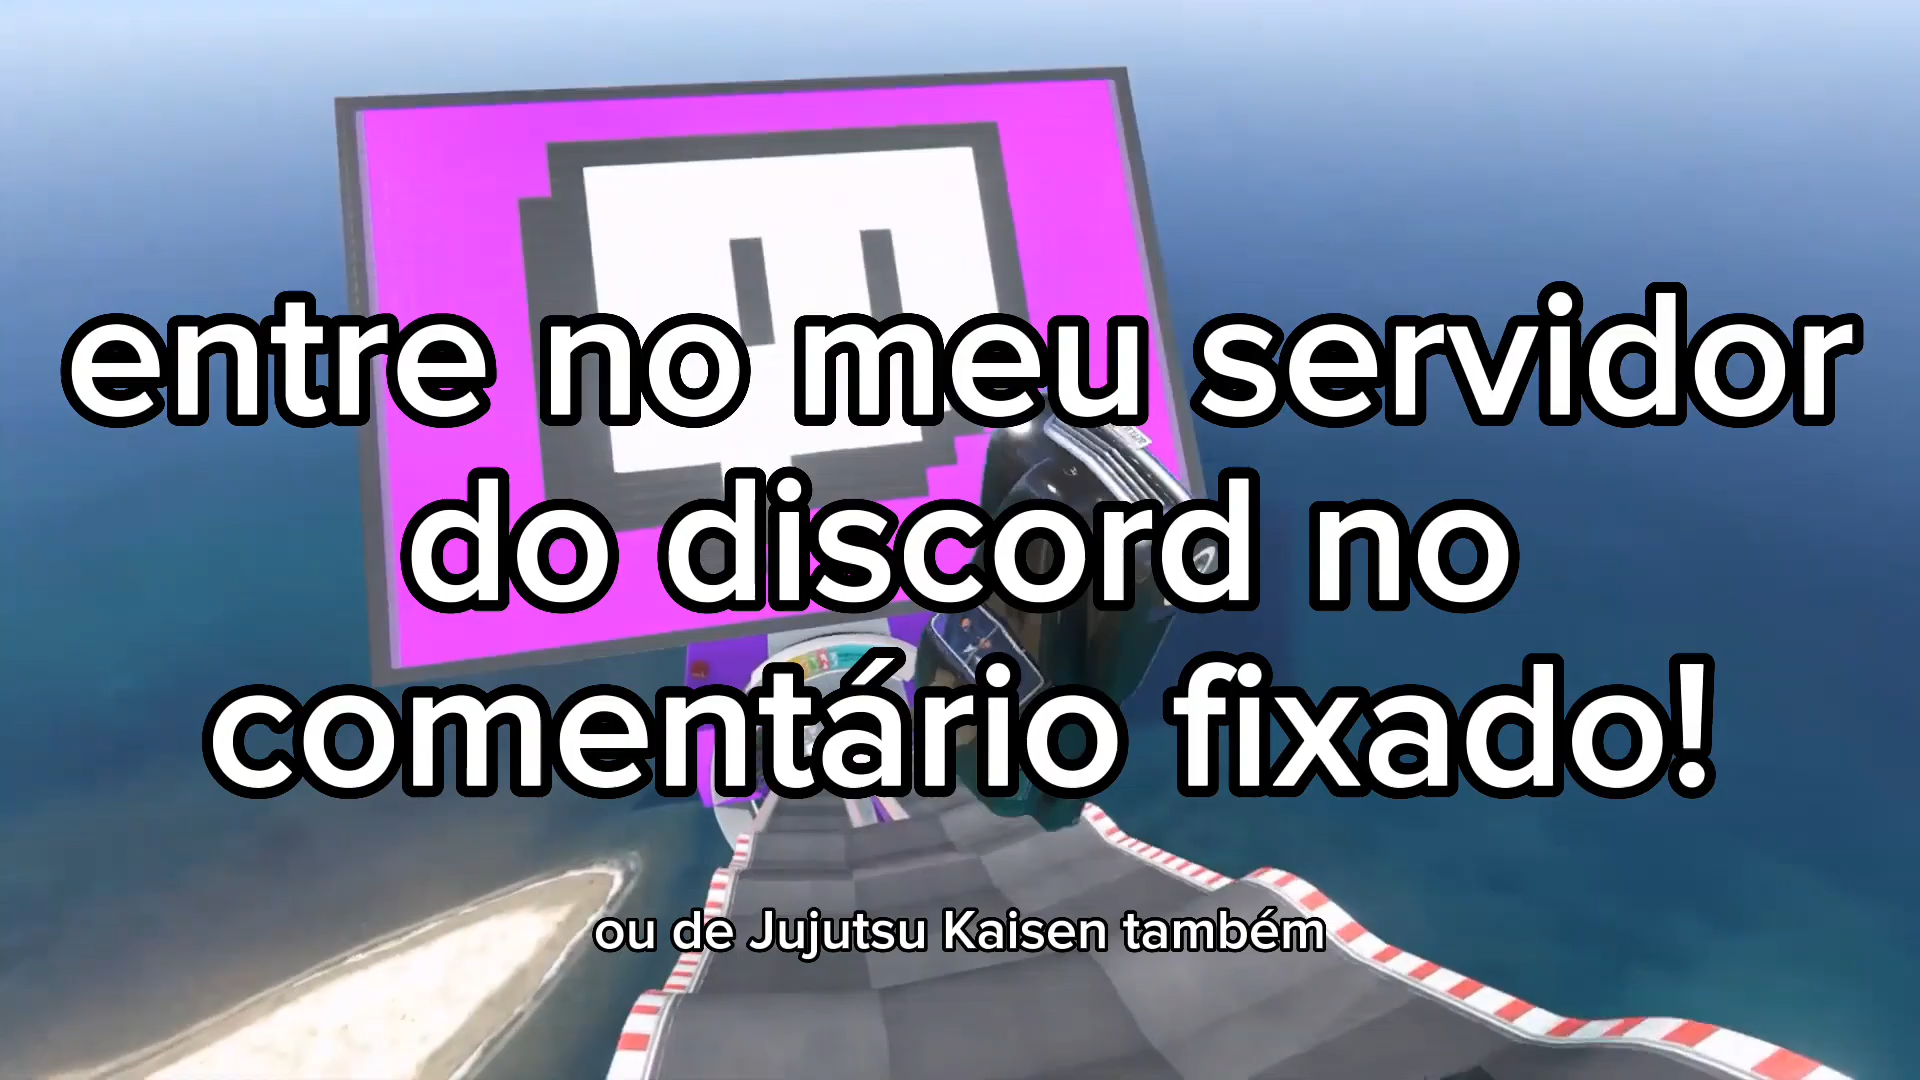 entre no meu servidor
do discord no
comentário fixado!
ou de Jujutsu Kaisen também